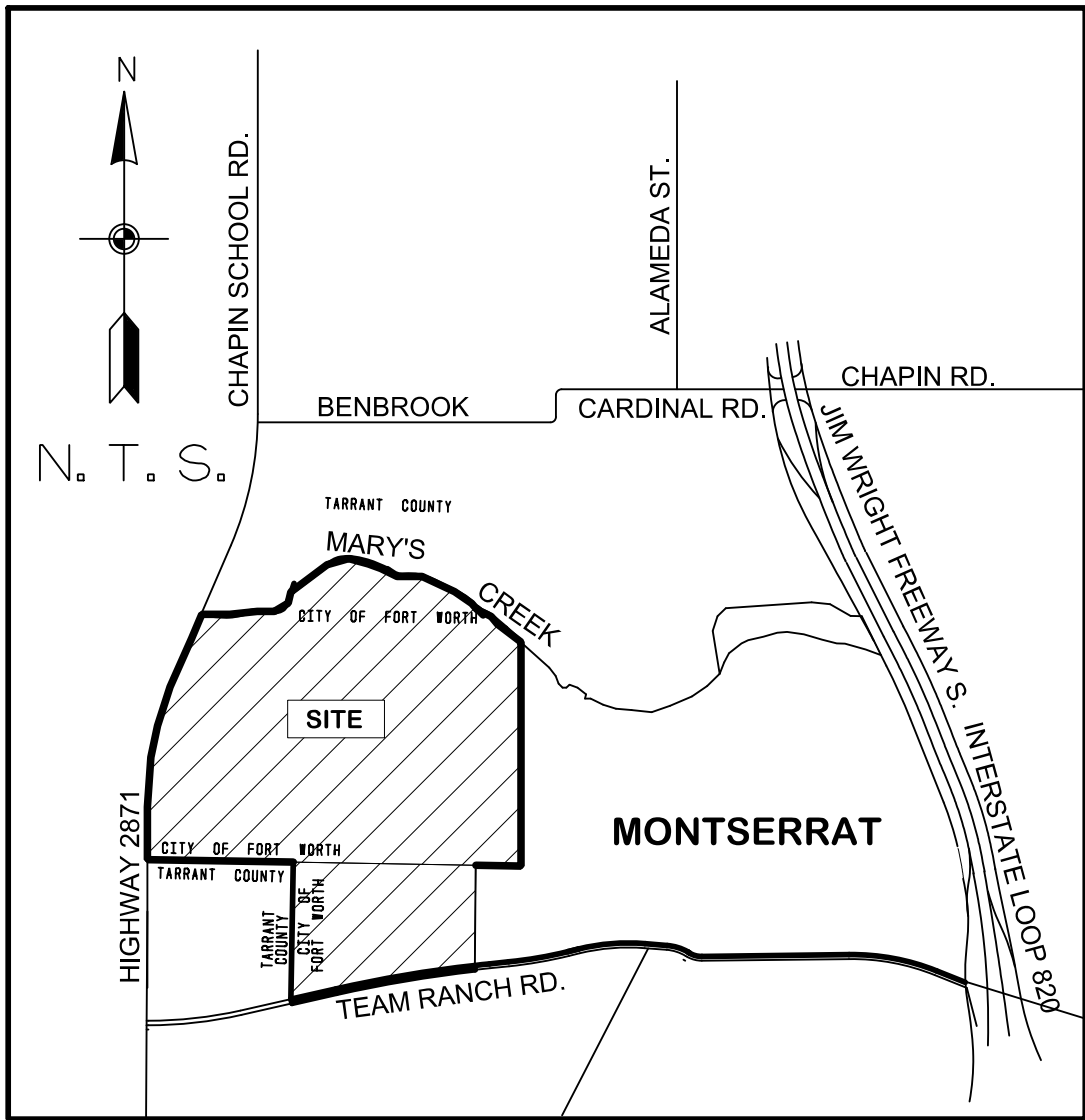 N
N. T. S.
CHAPIN SCHOOL RD.
ALAMEDA ST.
CHAPIN RD.
BENBROOK
CARDINAL RD.
JIM WRIGHT FREEWAY S. INTERSTATE LOOP 820
TARRANT COUNTY
MARY'S
CREEK
CITY OF FORT WORTH
SITE
MONTSERRAT
HIGHWAY 2871
CITY OF FORT WORTH
TARRANT COUNTY
TARRANT
COUNTY
CITY OF
FORT WORTH
TEAM RANCH RD.